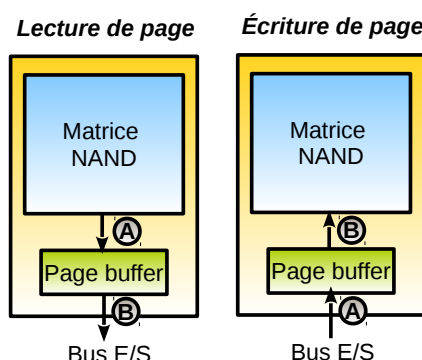 Lecture de page
Matrice
NAND
A
Page buffer
B
Bus E/S
Écriture de page
Matrice
NAND
B
Page buffer
A
Bus E/S